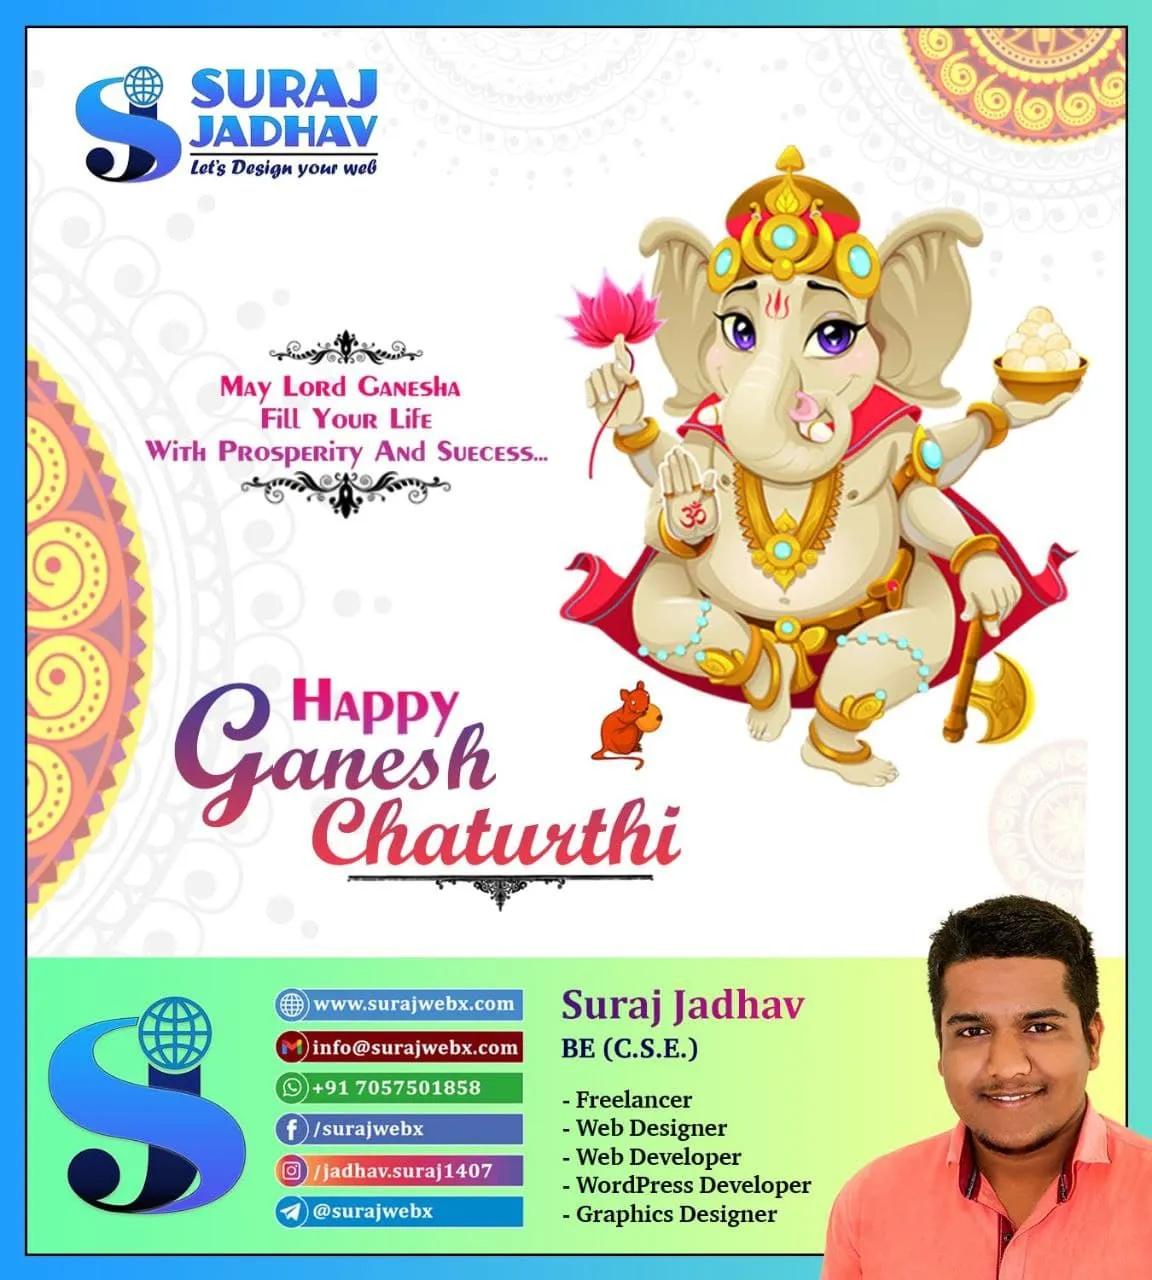 SURAJ
JADHAV
Let's Design your web
May Lord Ganesha
Fill Your Life
With Prosperity And Suecess...
ॐ
Happy
Ganesh
Chaturthi
www.surajwebx.com
info@surajwebx.com
+91 7057501858
/surajwebx
/jadhav.suraj1407
@surajwebx
Suraj Jadhav
BE (C.S.E.)
- Freelancer
- Web Designer
- Web Developer
- WordPress Developer
- Graphics Designer